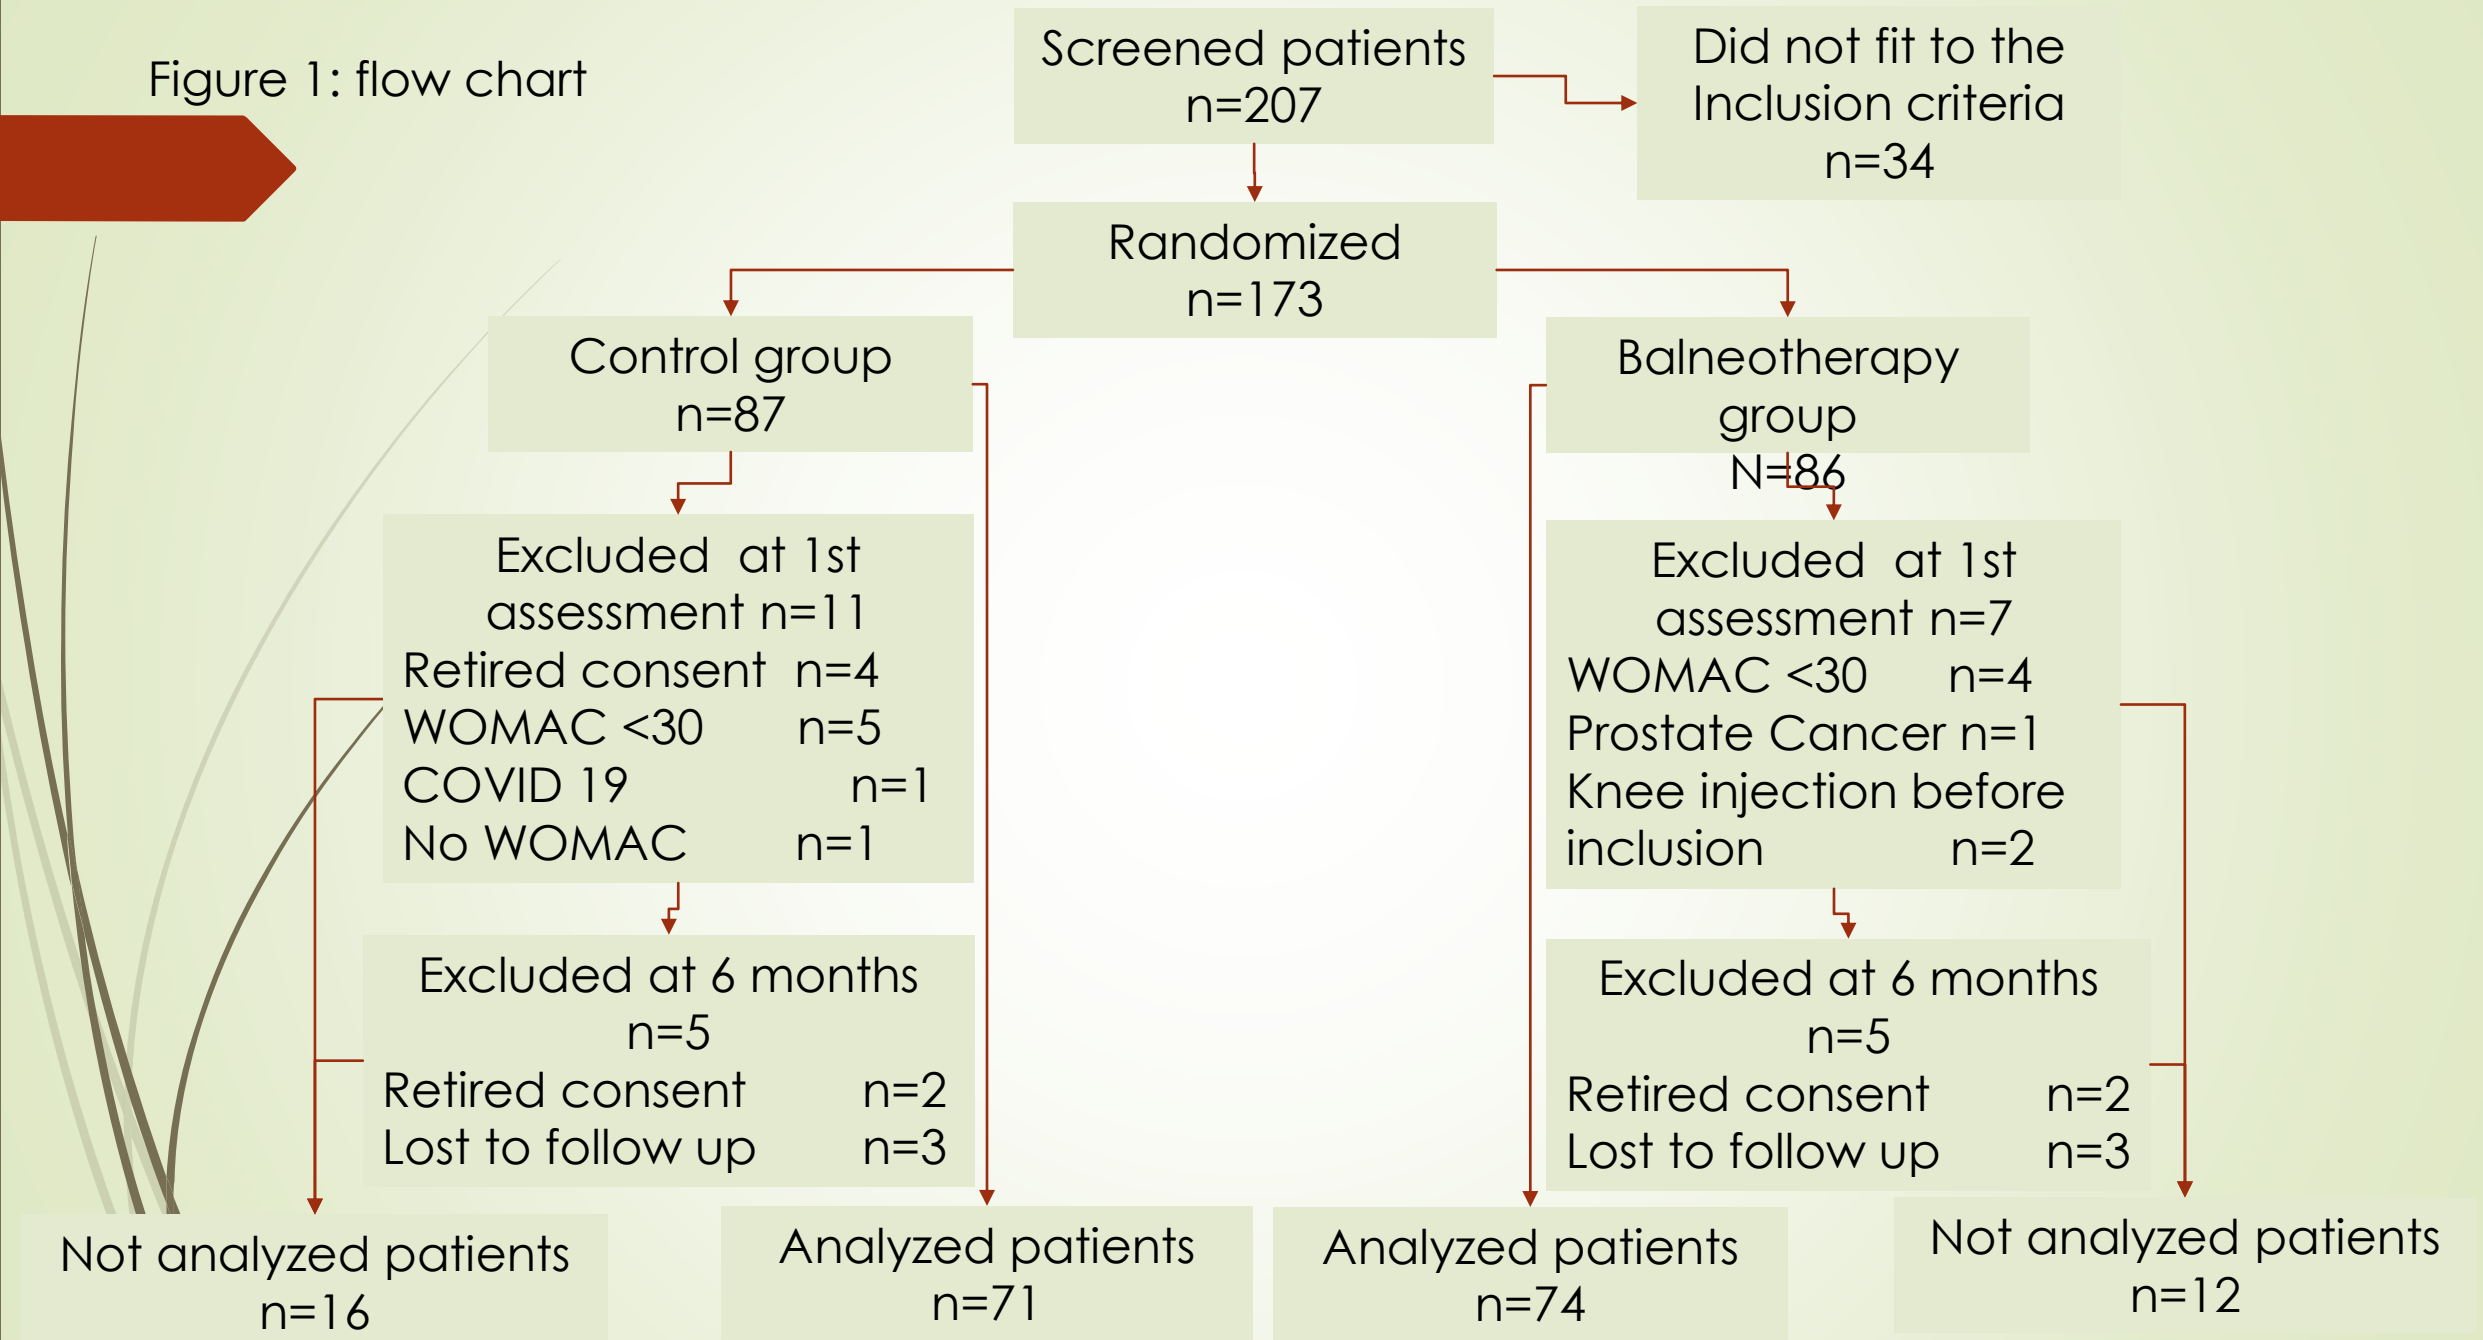 Figure 1: flow chart
Screened patients
n=207
Did not fit to the
Inclusion criteria
n=34
Randomized
n=173
Control group
n=87
Balneotherapy
group
N=86
Excluded at 1st
assessment n=11
Retired consent n=4
WOMAC <30 n=5
COVID 19 n=1
No WOMAC n=1
Excluded at 1st
assessment n=7
WOMAC <30 n=4
Prostate Cancer n=1
Knee injection before
inclusion n=2
Excluded at 6 months
n=5
Retired consent n=2
Lost to follow up n=3
Excluded at 6 months
n=5
Retired consent n=2
Lost to follow up n=3
Not analyzed patients
n=16
Analyzed patients
n=71
Analyzed patients
n=74
Not analyzed patients
n=12